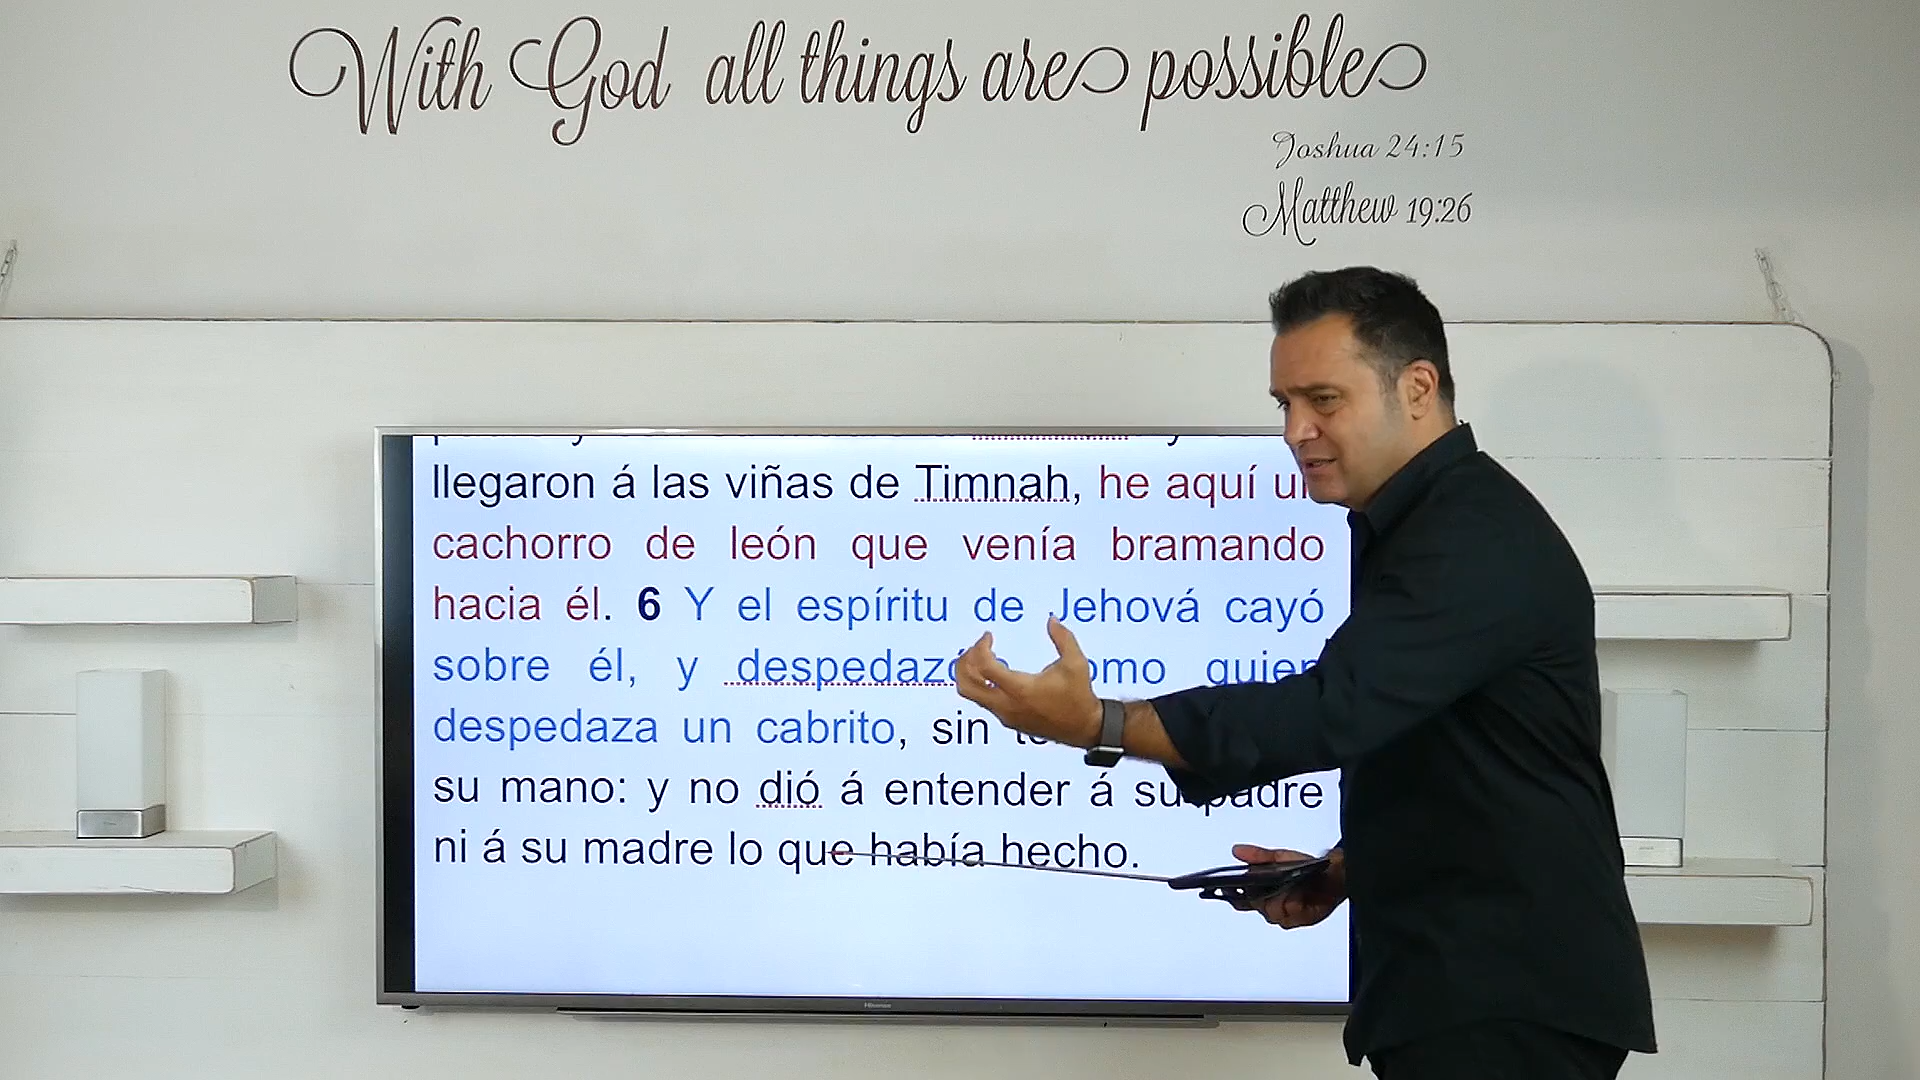 With God all things are possible
Joshua 24:15
Matthew 19:26
llegaron á las viñas de Timnah, he aquí
cachorro de león que venía bramando
hacia él. 6 Y el espíritu de Jehová cayó
sobre él, y
despedaza un cabrito, sin
su mano: y no dió á entender á su padre
ni á su madre lo que había hecho.
Hisense